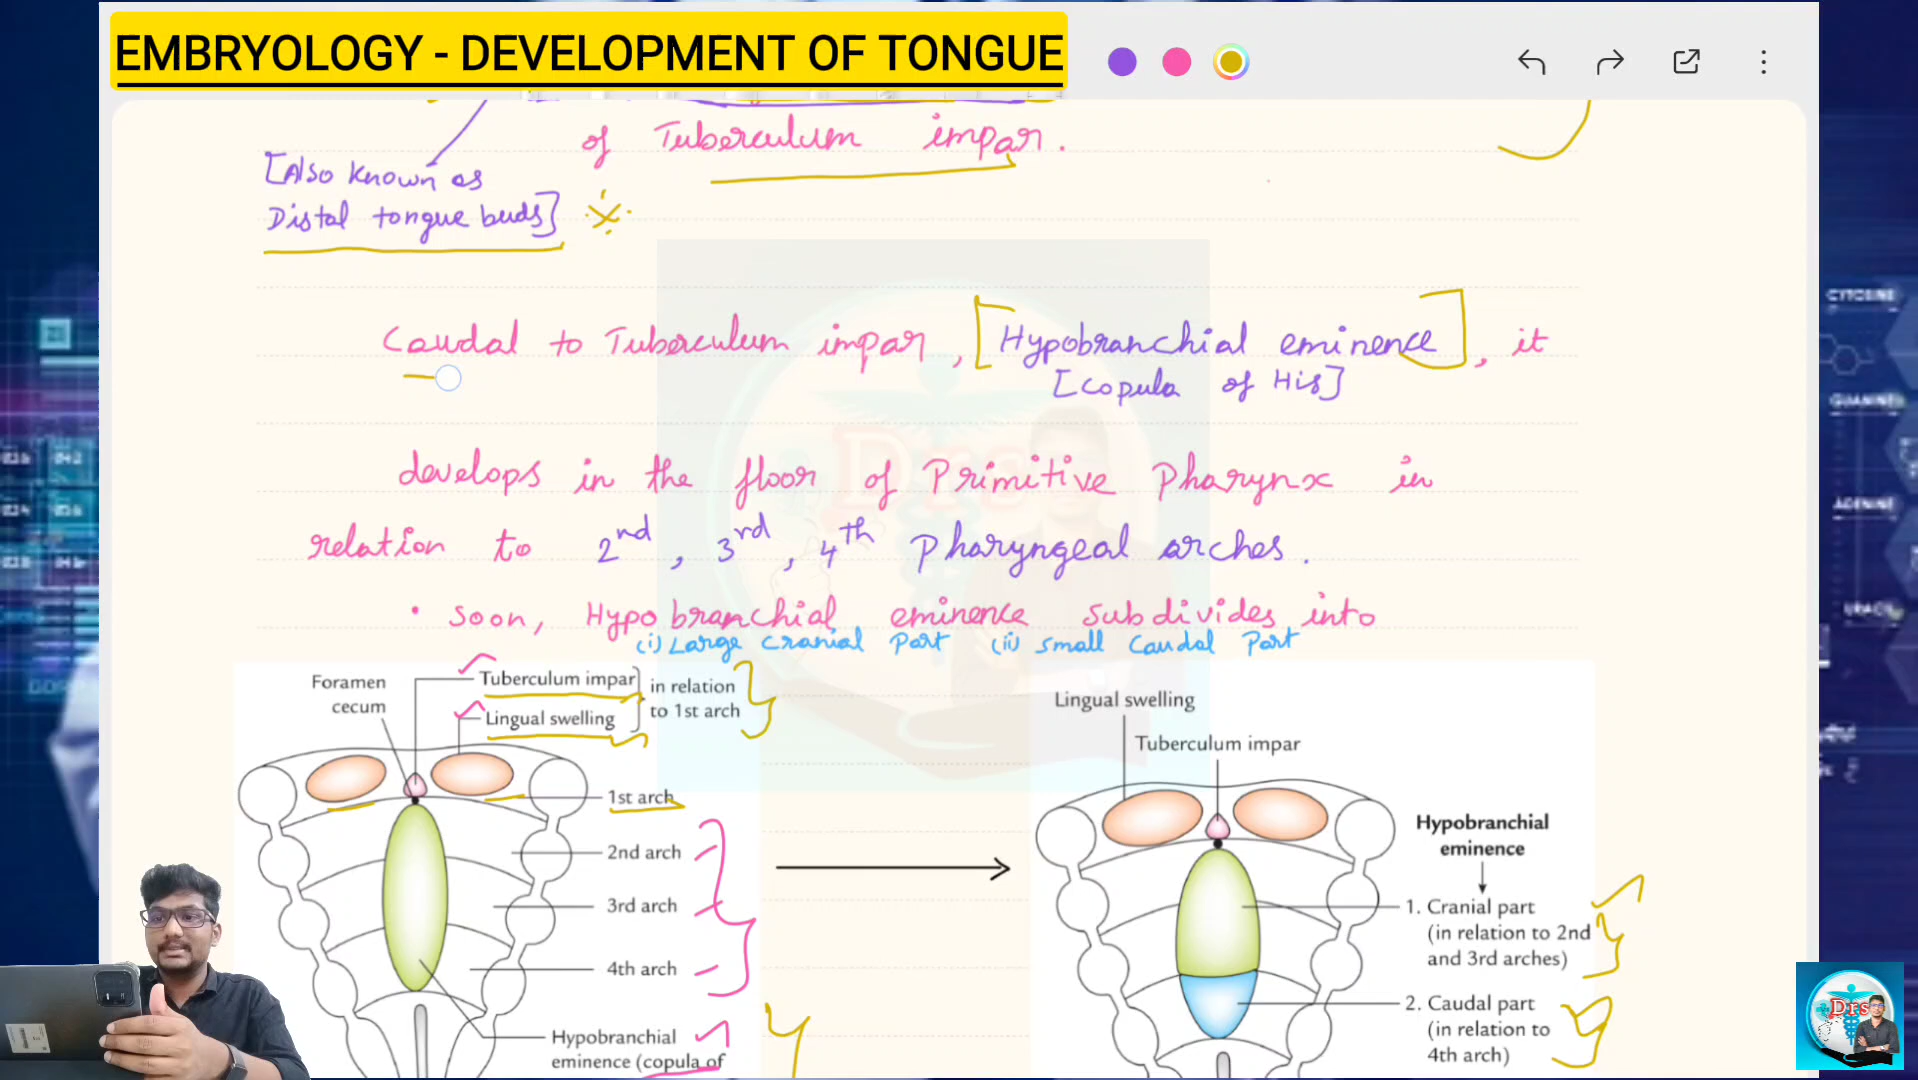 EMBRYOLOGY - DEVELOPMENT OF TONGUE
of Tuberculum impar.
[Also known as
Distal tongue buds]
Caudal to Tuberculum impar, [Hypobranchial eminence], it
[copula of His]
develops in the floor of Primitive Pharynx in
relation to 2nd, 3rd, 4th Pharyngeal arches.
• Soon, Hypobranchial eminence subdivides into
(i) Large Cranial Part (ii) Small Caudal Part
Foramen
cecum
Tuberculum impar
Lingual swelling
in relation
to 1st arch
1st arch
2nd arch
3rd arch
4th arch
Hypobranchial
eminence (copula of
Lingual swelling
Tuberculum impar
Hypobranchial
eminence
1. Cranial part
(in relation to 2nd
and 3rd arches)
2. Caudal part
(in relation to
4th arch)
Drs
CYTOSINE
GUANINE
ADENINE
URACIL